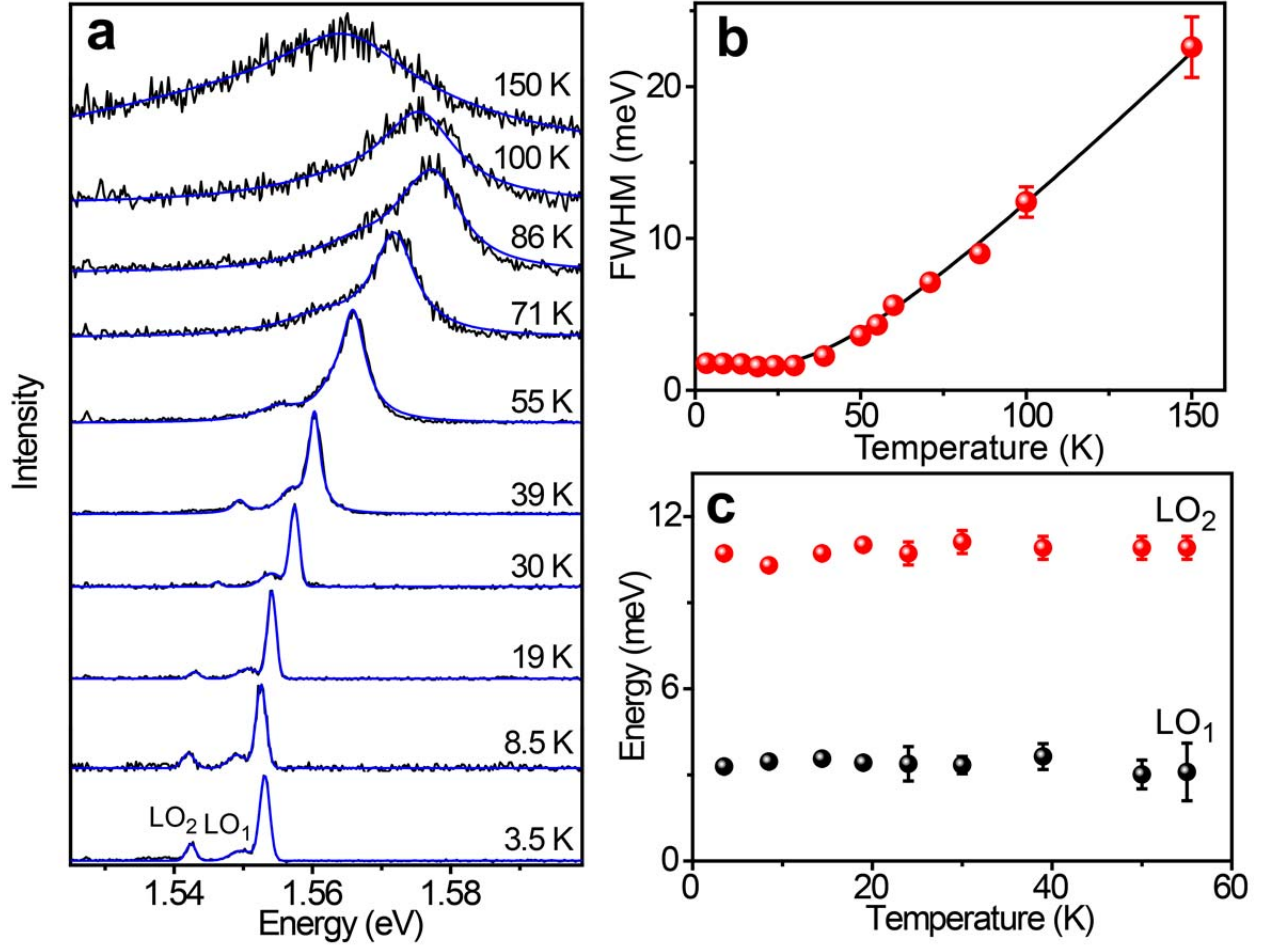 a
150 K
100 K
86 K
71 K
55 K
39 K
30 K
19 K
8.5 K
LO2 LO1
3.5 K
1.54 1.56 1.58
Energy (eV)
Intensity
b
20
10
0
0 50 100 150
Temperature (K)
FWHM (meV)
c
LO2
12
6
LO1
0
0 20 40 60
Temperature (K)
Energy (meV)